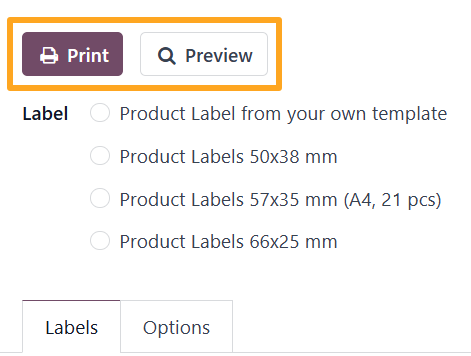 Print Preview
Label Product Label from your own template
Product Labels 50x38 mm
Product Labels 57x35 mm (A4, 21 pcs)
Product Labels 66x25 mm
Labels Options